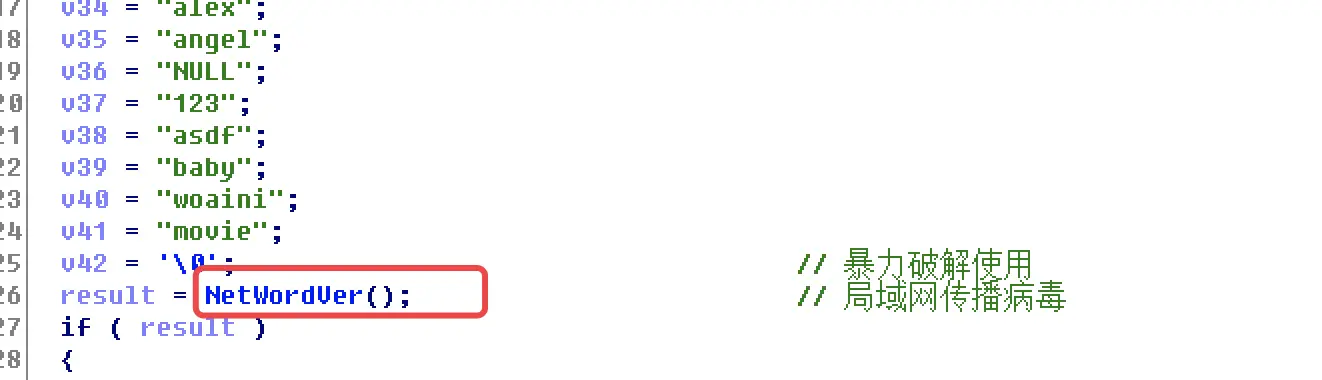 17 v34 = "alex";
18 v35 = "angel";
19 v36 = "NULL";
20 v37 = "123";
21 v38 = "asdf";
22 v39 = "baby";
23 v40 = "woaini";
24 v41 = "movie";
25 v42 = '\0'; // 暴力破解使用
26 result = NetWordVer(); // 局域网传播病毒
27 if ( result )
28 {